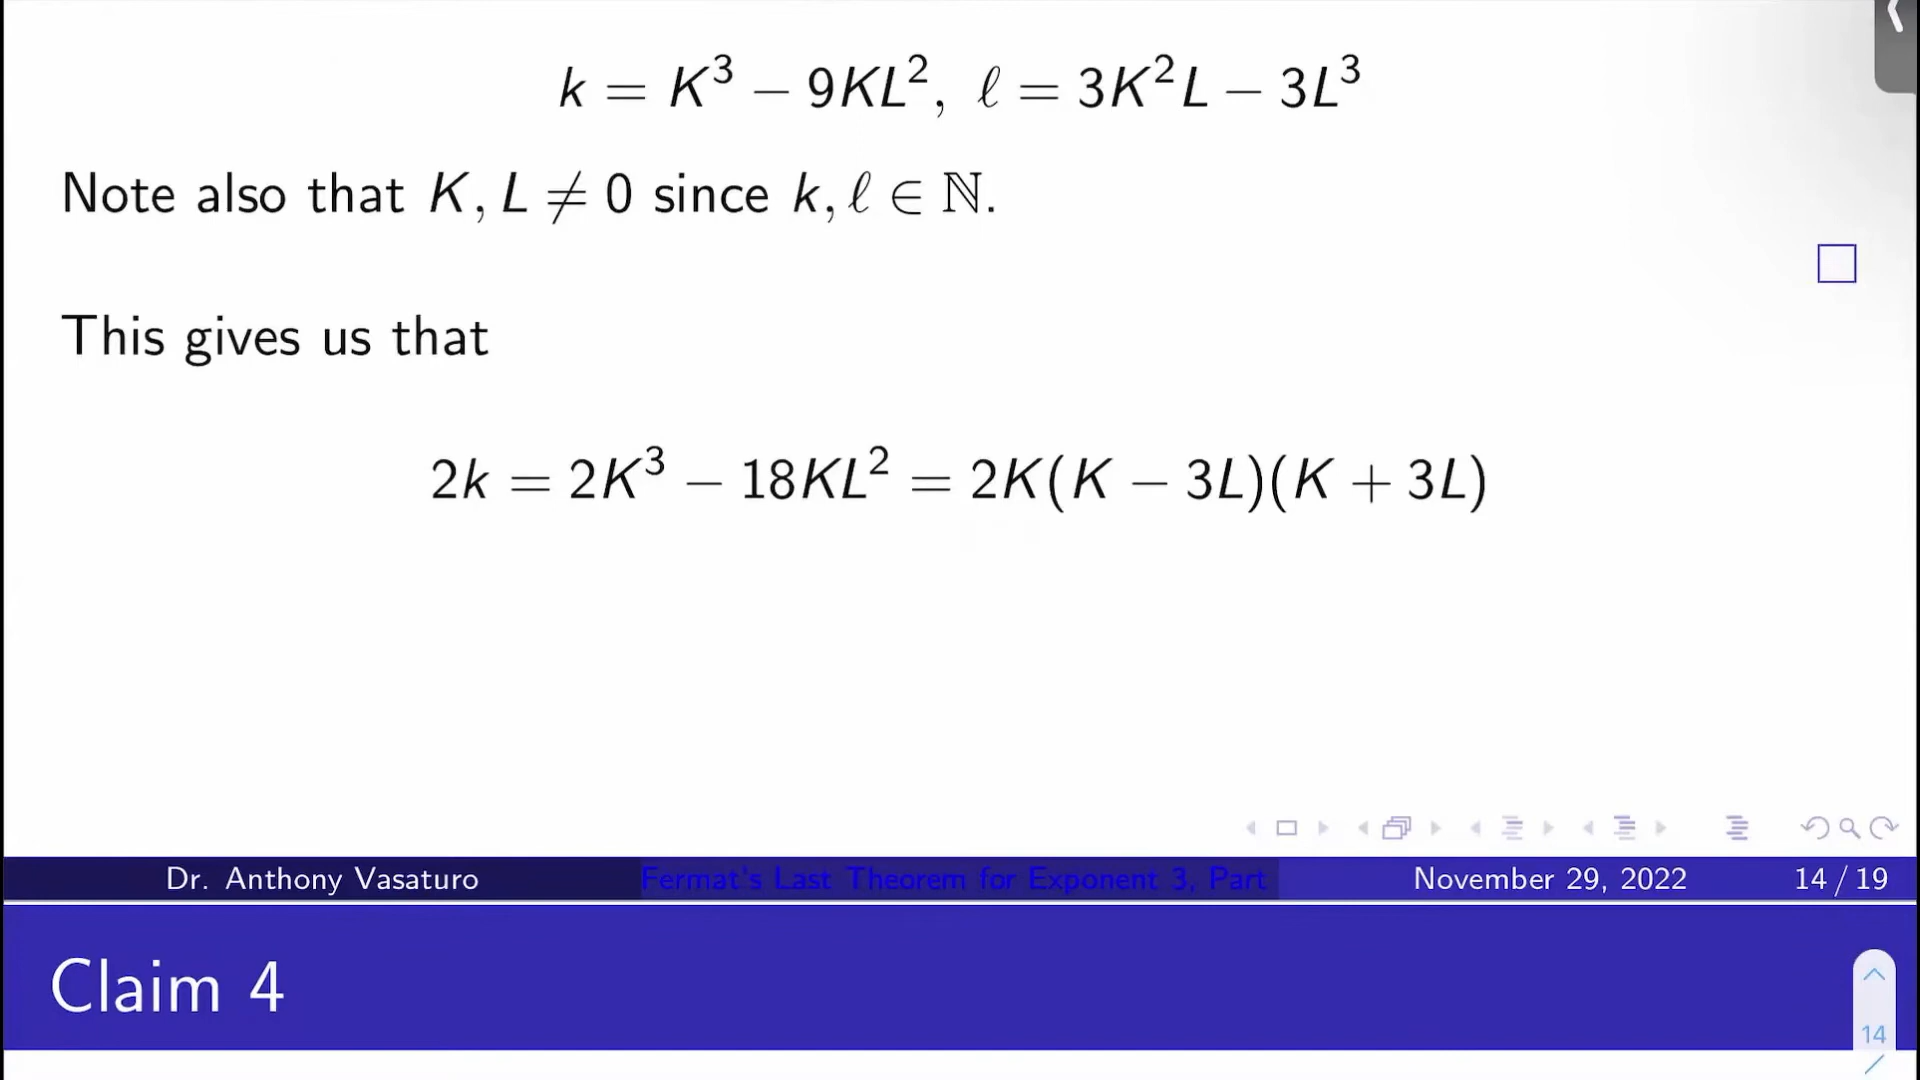 k = K³ − 9KL², ℓ = 3K²L − 3L³
Note also that K, L ≠ 0 since k, ℓ ∈ ℕ.
This gives us that
2k = 2K³ − 18KL² = 2K(K − 3L)(K + 3L)
Dr. Anthony Vasaturo Fermat's Last Theorem for Exponent 3, Part November 29, 2022 14 / 19
Claim 4
14
/